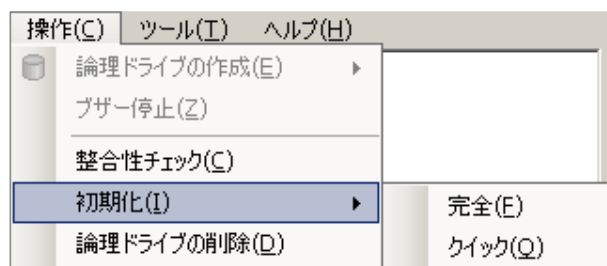 操作(C) ツール(T) ヘルプ(H)
論理ドライブの作成(E)
ブザー停止(Z)
整合性チェック(C)
初期化(I)
完全(F)
論理ドライブの削除(D)
クイック(Q)